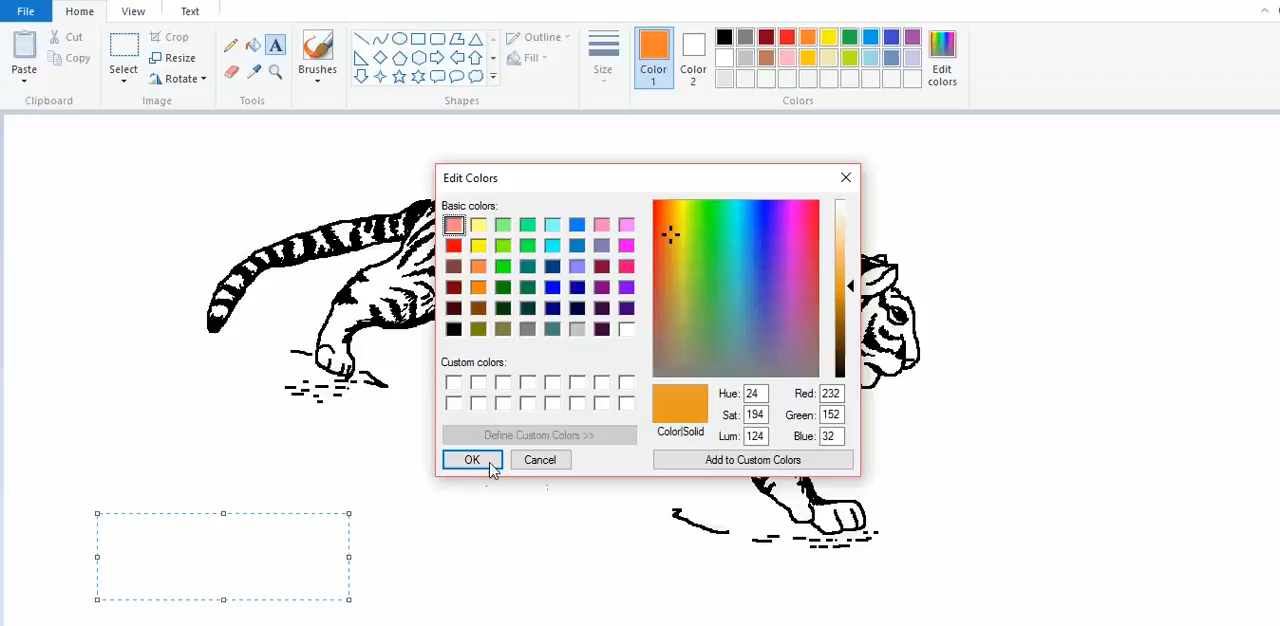 File Home View Text
Paste Cut Copy Clipboard
Select Crop Resize Rotate Image
A Tools
Brushes
Shapes Outline Fill
Size
Color 1 Color 2 Edit colors Colors
Edit Colors
Basic colors:
Custom colors:
Define Custom Colors >>
OK Cancel
Color|Solid
Hue: 24 Red: 232
Sat: 194 Green: 152
Lum: 124 Blue: 32
Add to Custom Colors